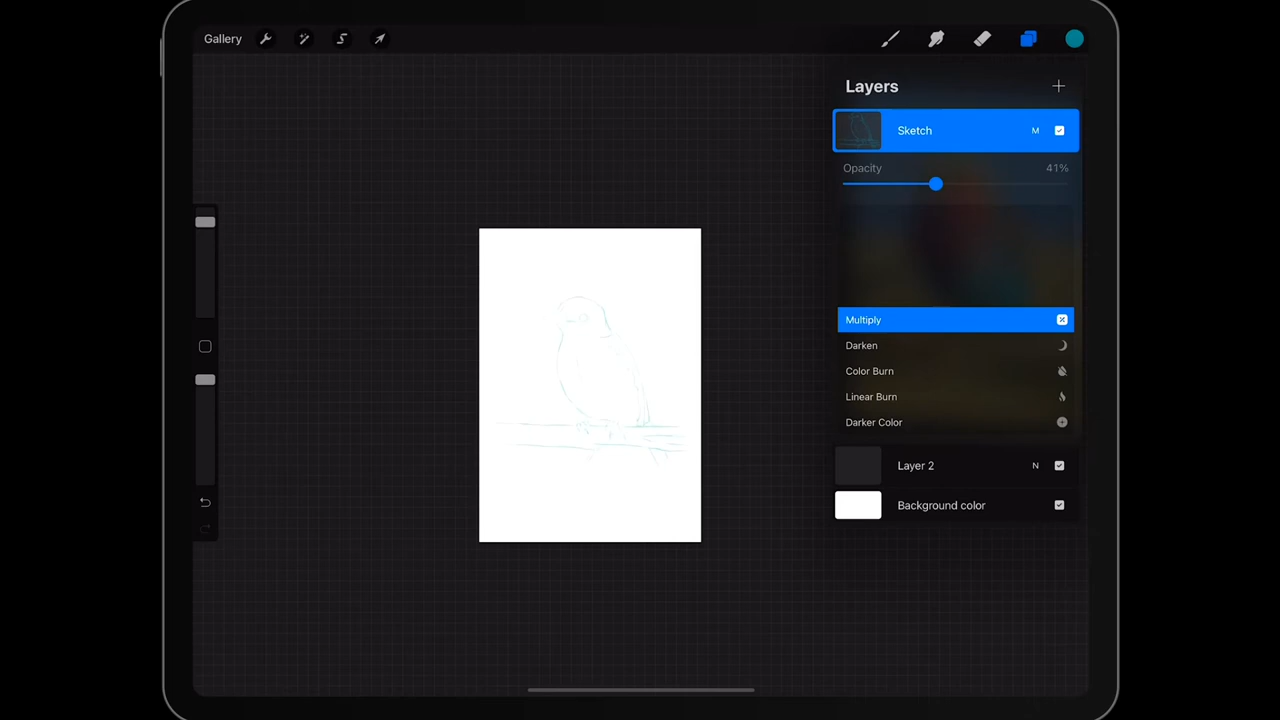 Gallery
Layers
Sketch M
Opacity 41%
Multiply
Darken
Color Burn
Linear Burn
Darker Color
Layer 2 N
Background color